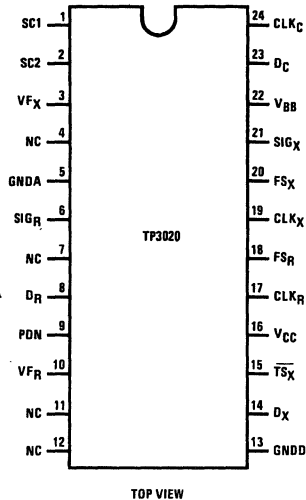 SC1 1 24 CLKC
SC2 2 23 DC
VFX 3 22 VBB
NC 4 21 SIGX
GNDA 5 20 FSX
SIGR 6 19 CLKX
TP3020
NC 7 18 FSR
DR 8 17 CLKR
PDN 9 16 VCC
VFR 10 15 T̅S̅X̅
NC 11 14 DX
NC 12 13 GNDD
TOP VIEW